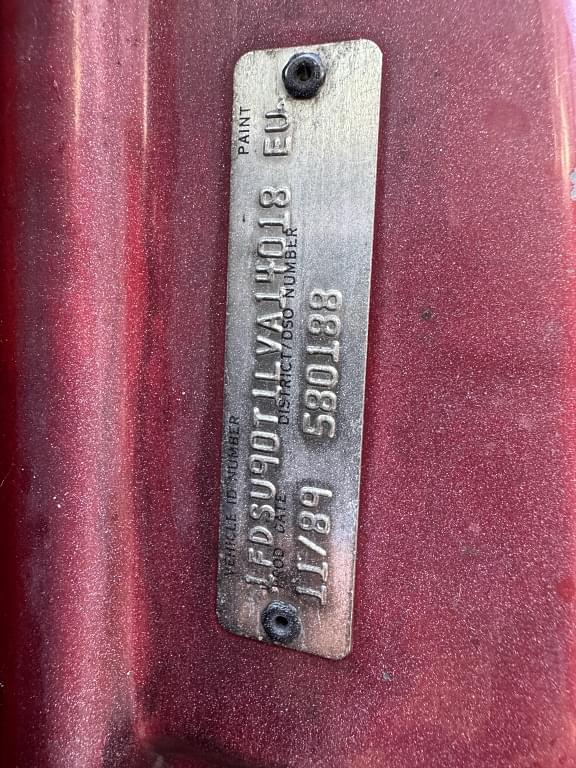 VEHICLE ID NUMBER PAINT
1FDSU90T1LVA14018 EU
PROD DATE DISTRICT/DSO NUMBER
11/89 580188